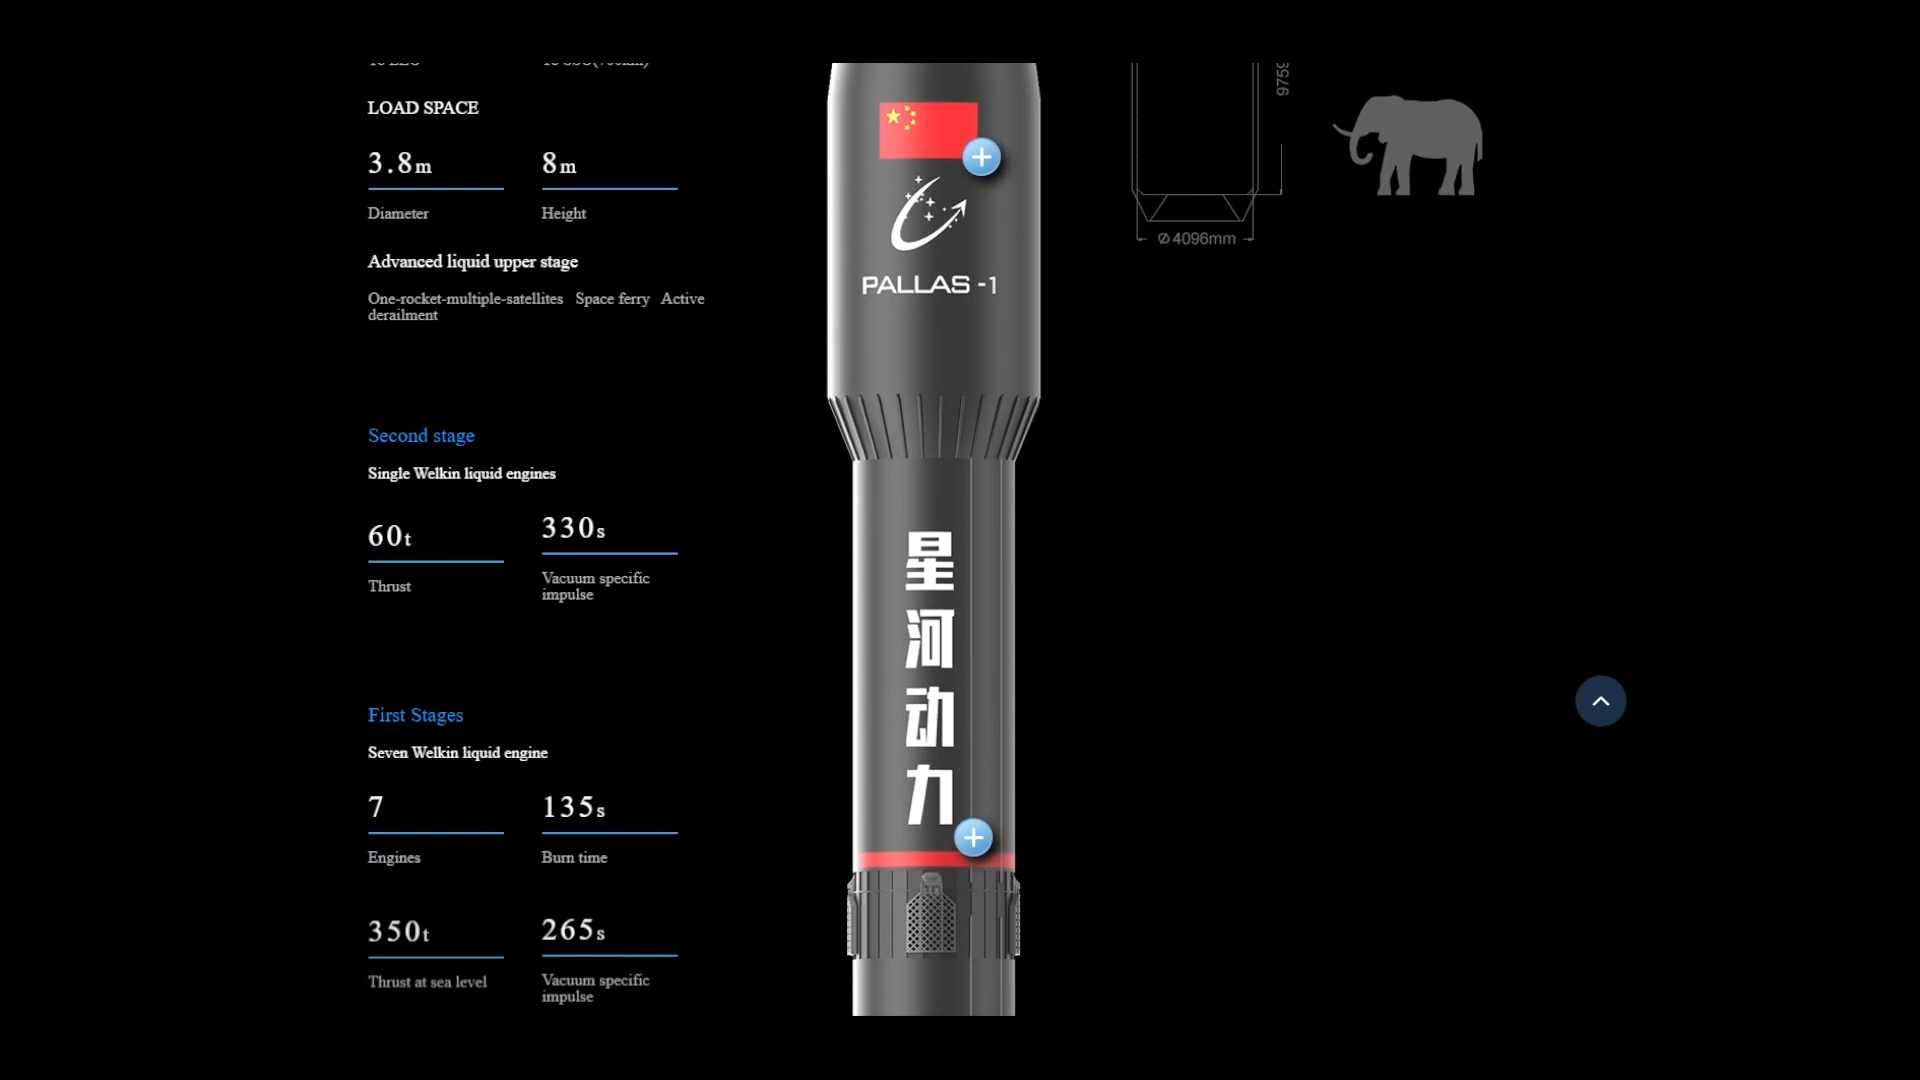 LOAD SPACE
3.8m
8m
Diameter
Height
Advanced liquid upper stage
One-rocket-multiple-satellites Space ferry Active
derailment
Second stage
Single Welkin liquid engines
60t
330s
Thrust
Vacuum specific
impulse
First Stages
Seven Welkin liquid engine
7
135s
Engines
Burn time
350t
265s
Thrust at sea level
Vacuum specific
impulse
PALLAS -1
星
河
动
力
9759
Ø4096mm